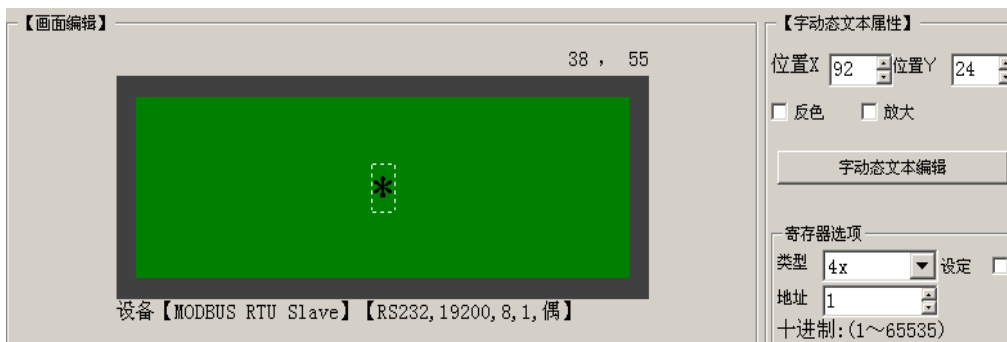 【画面编辑】
38 ， 55
*
设备【MODBUS RTU Slave】【RS232,19200,8,1,偶】
【字动态文本属性】
位置X 92 位置Y 24
反色 放大
字动态文本编辑
寄存器选项
类型 4x 设定
地址 1
十进制:(1～65535)